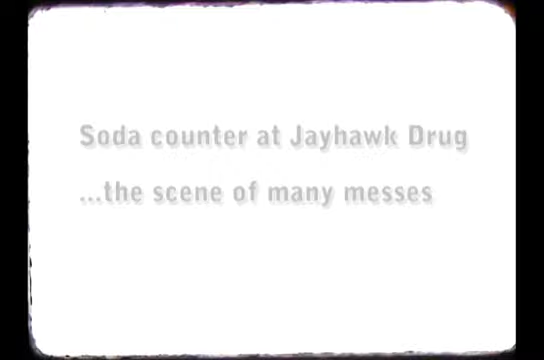 Soda counter at Jayhawk Drug
...the scene of many messes